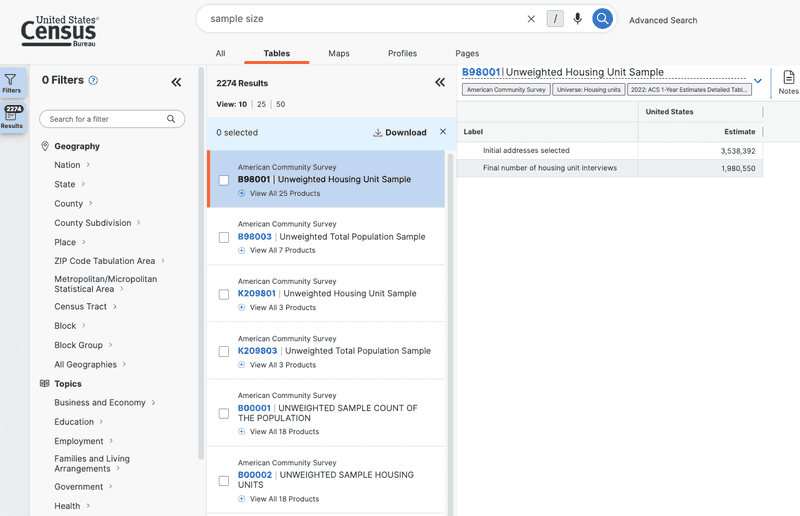 United States®
Census
Bureau
sample size
/
Advanced Search
All
Tables
Maps
Profiles
Pages
Filters
2274
Results
0 Filters
Search for a filter
Geography
Nation
State
County
County Subdivision
Place
ZIP Code Tabulation Area
Metropolitan/Micropolitan
Statistical Area
Census Tract
Block
Block Group
All Geographies
Topics
Business and Economy
Education
Employment
Families and Living
Arrangements
Government
Health
2274 Results
View: 10 | 25 | 50
0 selected
Download
American Community Survey
B98001 | Unweighted Housing Unit Sample
View All 25 Products
American Community Survey
B98003 | Unweighted Total Population Sample
View All 7 Products
American Community Survey
K209801 | Unweighted Housing Unit Sample
View All 3 Products
American Community Survey
K209803 | Unweighted Total Population Sample
View All 3 Products
American Community Survey
B00001 | UNWEIGHTED SAMPLE COUNT OF
THE POPULATION
View All 18 Products
American Community Survey
B00002 | UNWEIGHTED SAMPLE HOUSING
UNITS
View All 18 Products
B98001 | Unweighted Housing Unit Sample
American Community Survey
Universe: Housing units
2022: ACS 1-Year Estimates Detailed Tabl...
Notes
United States
Label
Estimate
Initial addresses selected
3,538,392
Final number of housing unit interviews
1,980,550